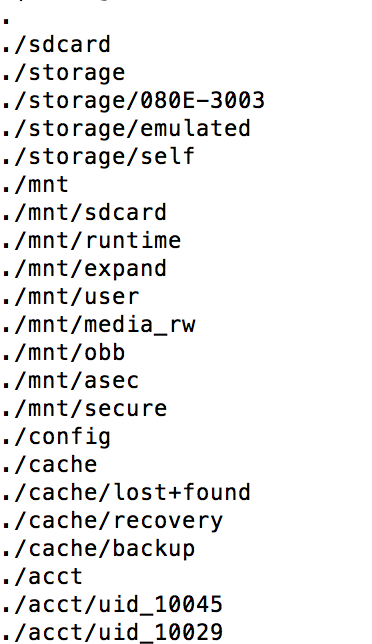 .
./sdcard
./storage
./storage/080E-3003
./storage/emulated
./storage/self
./mnt
./mnt/sdcard
./mnt/runtime
./mnt/expand
./mnt/user
./mnt/media_rw
./mnt/obb
./mnt/asec
./mnt/secure
./config
./cache
./cache/lost+found
./cache/recovery
./cache/backup
./acct
./acct/uid_10045
./acct/uid_10029